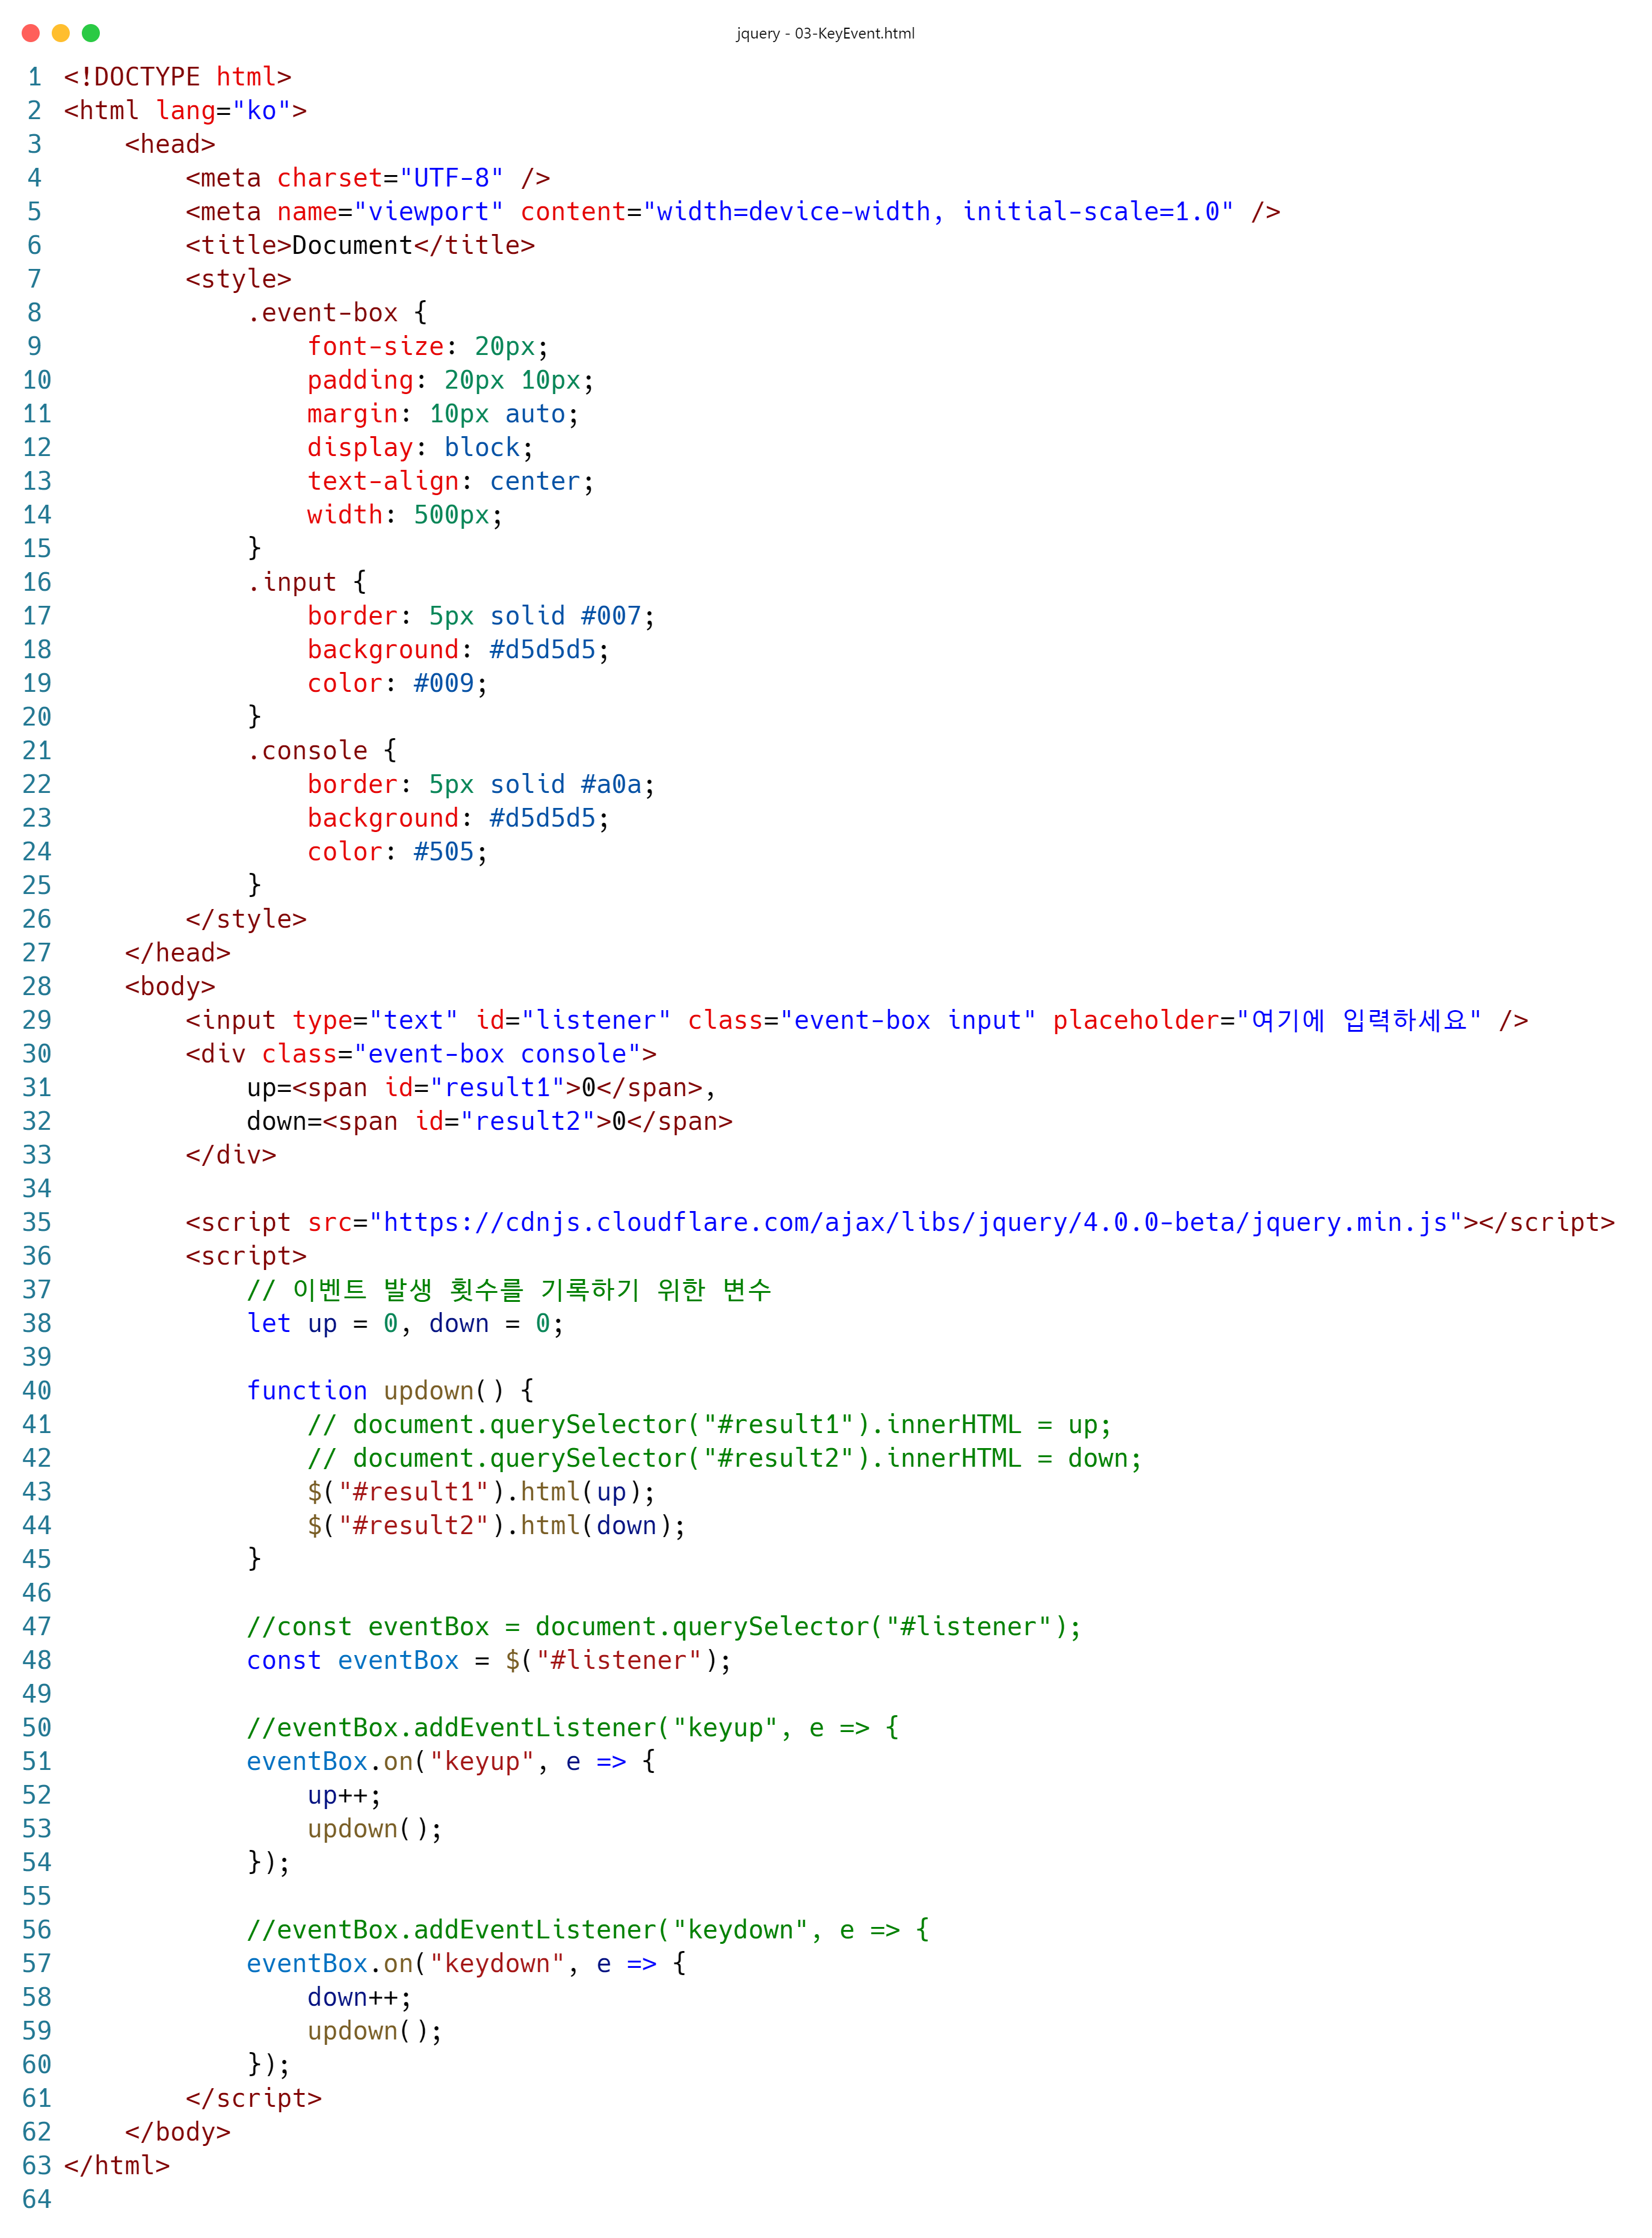 jquery - 03-KeyEvent.html
1 <!DOCTYPE html>
2 <html lang="ko">
3     <head>
4         <meta charset="UTF-8" />
5         <meta name="viewport" content="width=device-width, initial-scale=1.0" />
6         <title>Document</title>
7         <style>
8             .event-box {
9                 font-size: 20px;
10                 padding: 20px 10px;
11                 margin: 10px auto;
12                 display: block;
13                 text-align: center;
14                 width: 500px;
15             }
16             .input {
17                 border: 5px solid #007;
18                 background: #d5d5d5;
19                 color: #009;
20             }
21             .console {
22                 border: 5px solid #a0a;
23                 background: #d5d5d5;
24                 color: #505;
25             }
26         </style>
27     </head>
28     <body>
29         <input type="text" id="listener" class="event-box input" placeholder="여기에 입력하세요" />
30         <div class="event-box console">
31             up=<span id="result1">0</span>,
32             down=<span id="result2">0</span>
33         </div>
34
35         <script src="https://cdnjs.cloudflare.com/ajax/libs/jquery/4.0.0-beta/jquery.min.js"></script>
36         <script>
37             // 이벤트 발생 횟수를 기록하기 위한 변수
38             let up = 0, down = 0;
39
40             function updown() {
41                 // document.querySelector("#result1").innerHTML = up;
42                 // document.querySelector("#result2").innerHTML = down;
43                 $("#result1").html(up);
44                 $("#result2").html(down);
45             }
46
47             //const eventBox = document.querySelector("#listener");
48             const eventBox = $("#listener");
49
50             //eventBox.addEventListener("keyup", e => {
51             eventBox.on("keyup", e => {
52                 up++;
53                 updown();
54             });
55
56             //eventBox.addEventListener("keydown", e => {
57             eventBox.on("keydown", e => {
58                 down++;
59                 updown();
60             });
61         </script>
62     </body>
63 </html>
64